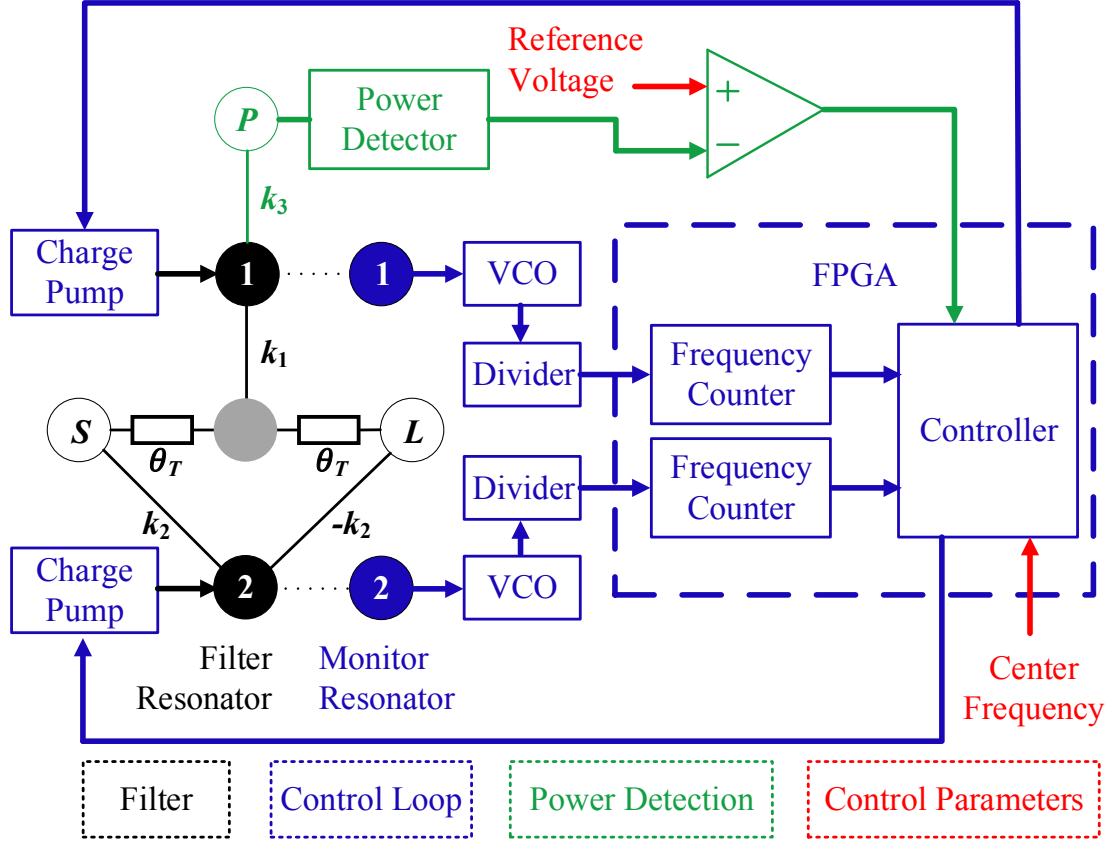 Reference
Voltage
P
Power
Detector
+
−
k3
Charge
Pump
1
1
VCO
FPGA
k1
Divider
Frequency
Counter
S
θT
θT
L
Controller
Divider
Frequency
Counter
k2
-k2
Charge
Pump
2
2
VCO
Filter
Resonator
Monitor
Resonator
Center
Frequency
Filter
Control Loop
Power Detection
Control Parameters